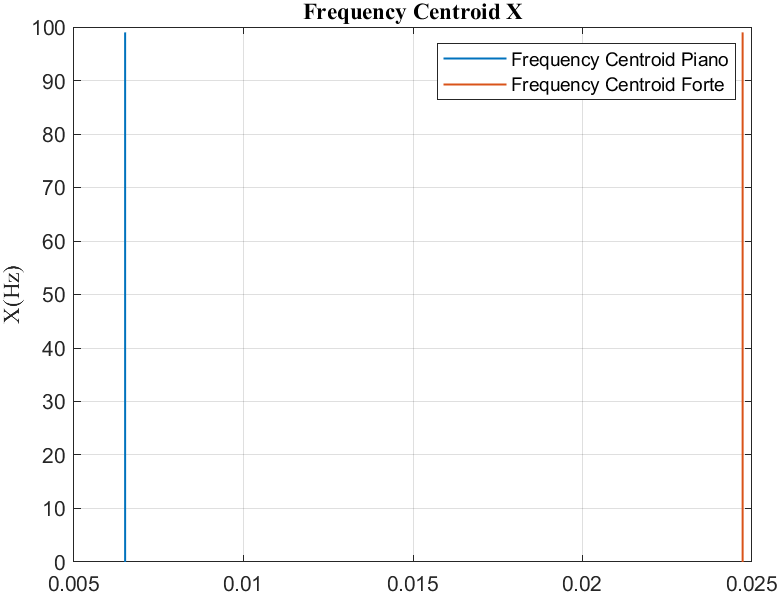 Frequency Centroid X
Frequency Centroid Piano
Frequency Centroid Forte
X(Hz)
100
90
80
70
60
50
40
30
20
10
0
0.005 0.01 0.015 0.02 0.025